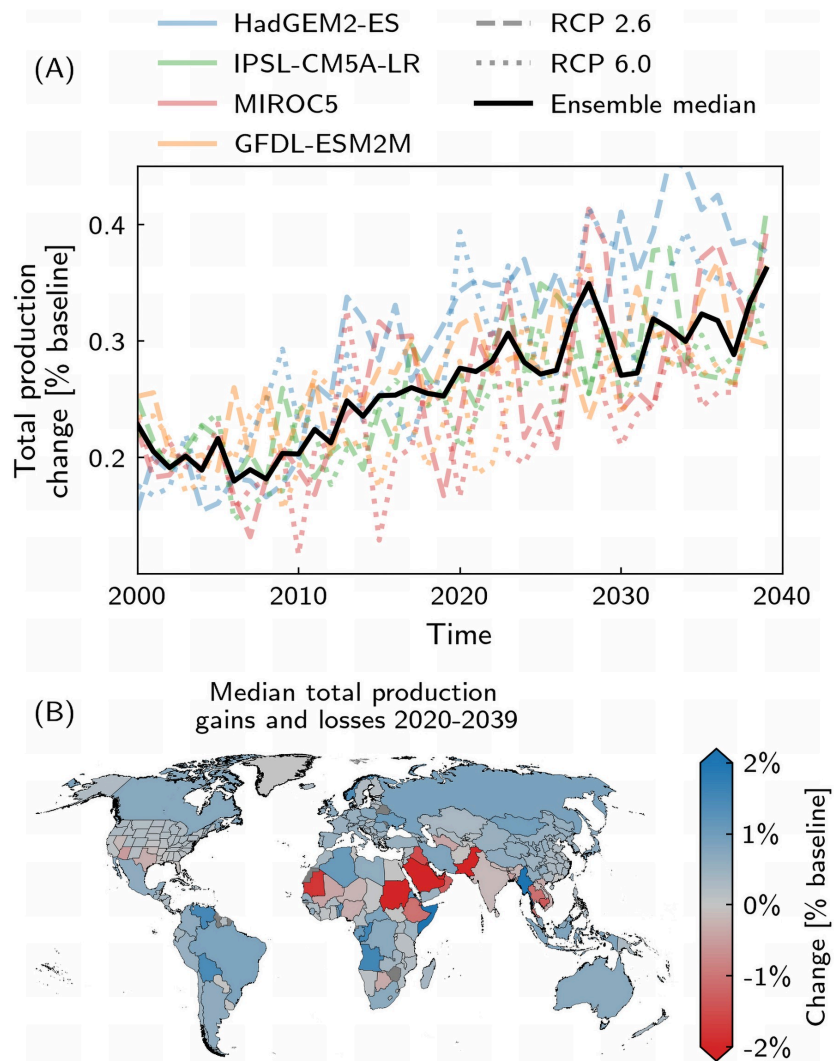 HadGEM2-ES
IPSL-CM5A-LR
MIROC5
GFDL-ESM2M
RCP 2.6
RCP 6.0
Ensemble median
(A)
Total production
change [% baseline]
0.4
0.3
0.2
2000 2010 2020 2030 2040
Time
(B)
Median total production
gains and losses 2020-2039
2%
1%
0%
-1%
-2%
Change [% baseline]